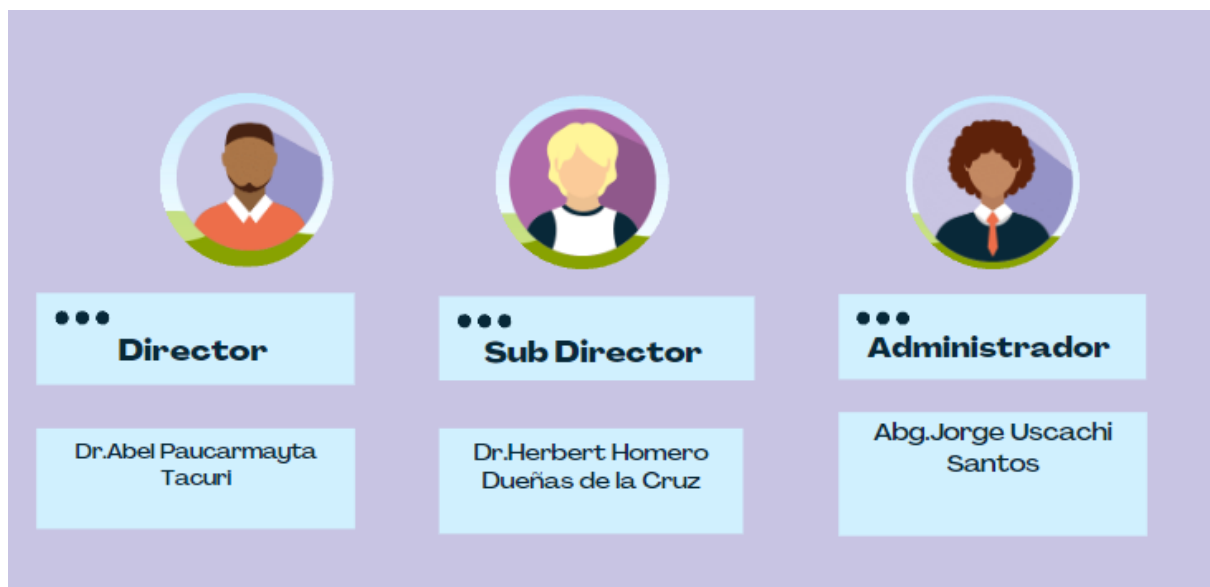 Director
Dr.Abel Paucarmayta
Tacuri
Sub Director
Dr.Herbert Homero
Dueñas de la Cruz
Administrador
Abg.Jorge Uscachi
Santos